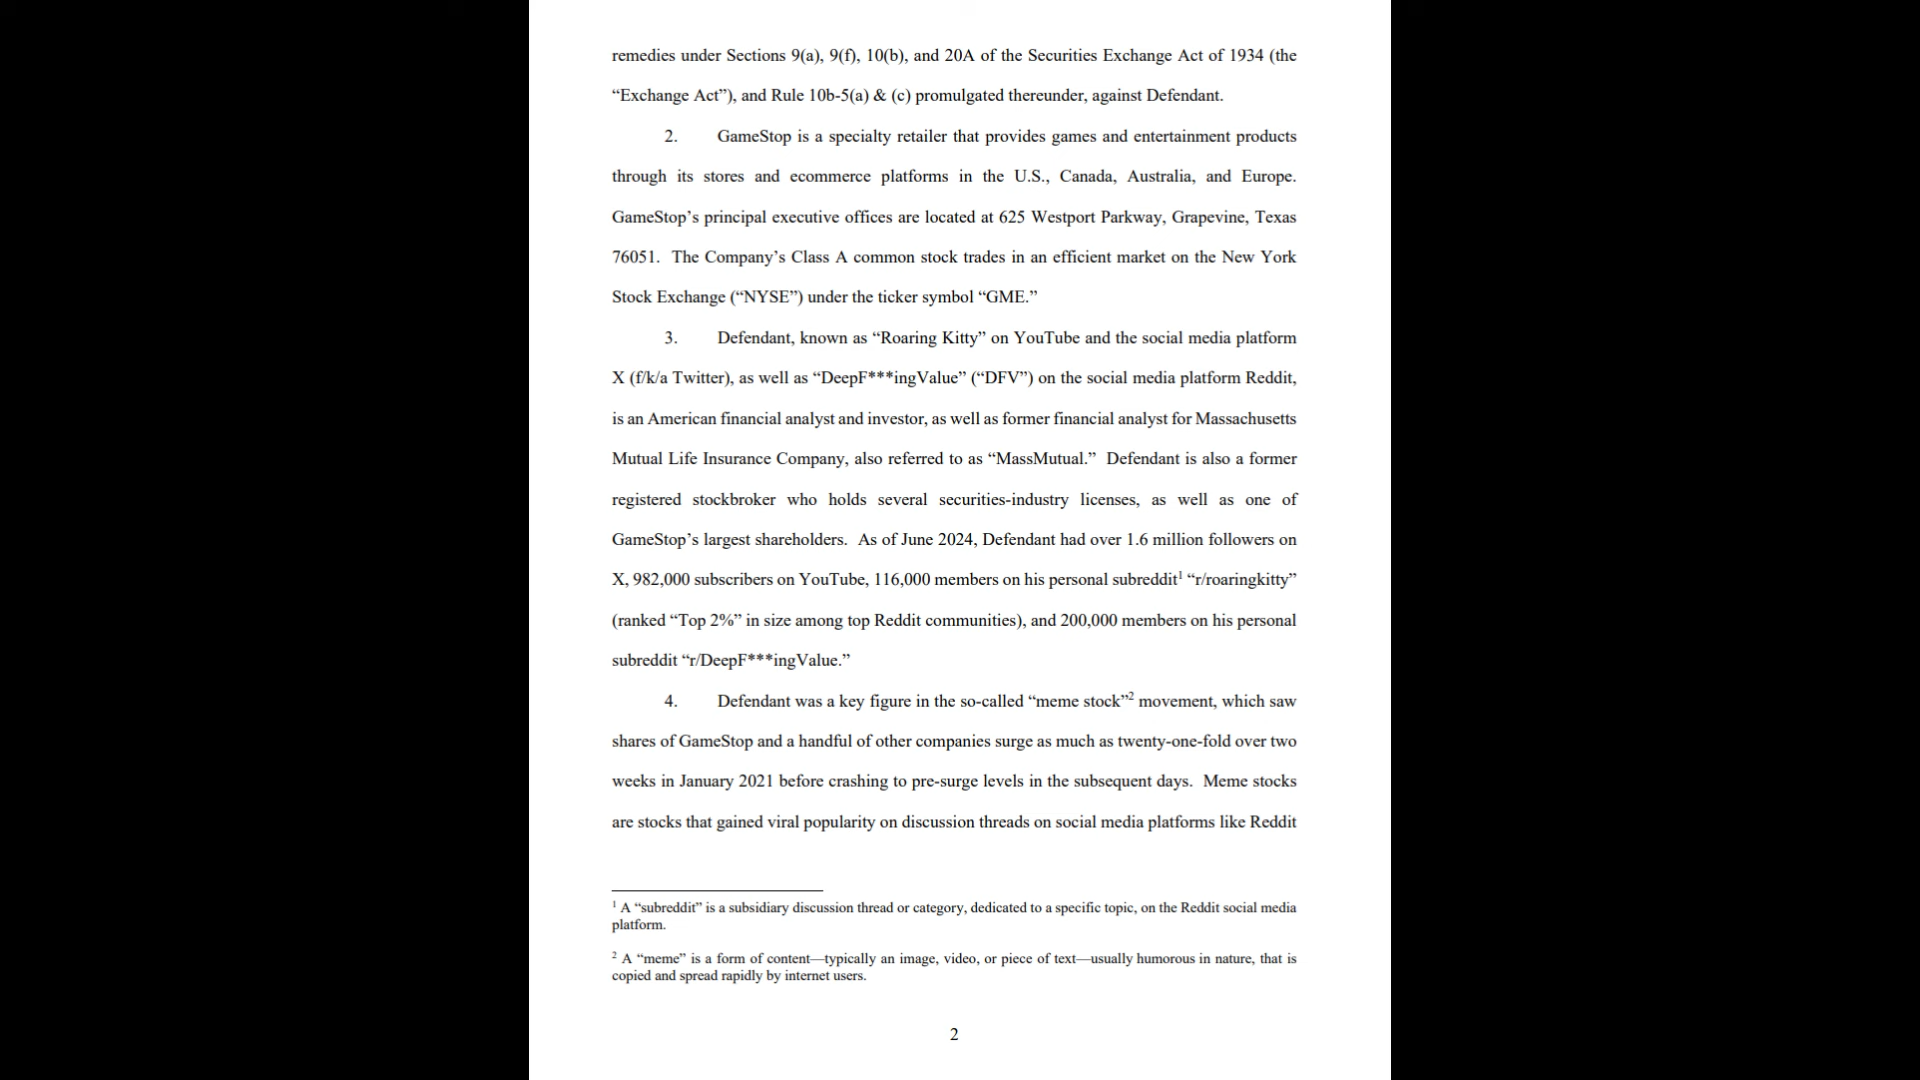 remedies under Sections 9(a), 9(f), 10(b), and 20A of the Securities Exchange Act of 1934 (the
“Exchange Act”), and Rule 10b-5(a) & (c) promulgated thereunder, against Defendant.
2. GameStop is a specialty retailer that provides games and entertainment products
through its stores and ecommerce platforms in the U.S., Canada, Australia, and Europe.
GameStop’s principal executive offices are located at 625 Westport Parkway, Grapevine, Texas
76051. The Company’s Class A common stock trades in an efficient market on the New York
Stock Exchange (“NYSE”) under the ticker symbol “GME.”
3. Defendant, known as “Roaring Kitty” on YouTube and the social media platform
X (f/k/a Twitter), as well as “DeepF***ingValue” (“DFV”) on the social media platform Reddit,
is an American financial analyst and investor, as well as former financial analyst for Massachusetts
Mutual Life Insurance Company, also referred to as “MassMutual.” Defendant is also a former
registered stockbroker who holds several securities-industry licenses, as well as one of
GameStop’s largest shareholders. As of June 2024, Defendant had over 1.6 million followers on
X, 982,000 subscribers on YouTube, 116,000 members on his personal subreddit¹ “r/roaringkitty”
(ranked “Top 2%” in size among top Reddit communities), and 200,000 members on his personal
subreddit “r/DeepF***ingValue.”
4. Defendant was a key figure in the so-called “meme stock”² movement, which saw
shares of GameStop and a handful of other companies surge as much as twenty-one-fold over two
weeks in January 2021 before crashing to pre-surge levels in the subsequent days. Meme stocks
are stocks that gained viral popularity on discussion threads on social media platforms like Reddit
¹ A “subreddit” is a subsidiary discussion thread or category, dedicated to a specific topic, on the Reddit social media
platform.
² A “meme” is a form of content—typically an image, video, or piece of text—usually humorous in nature, that is
copied and spread rapidly by internet users.
2